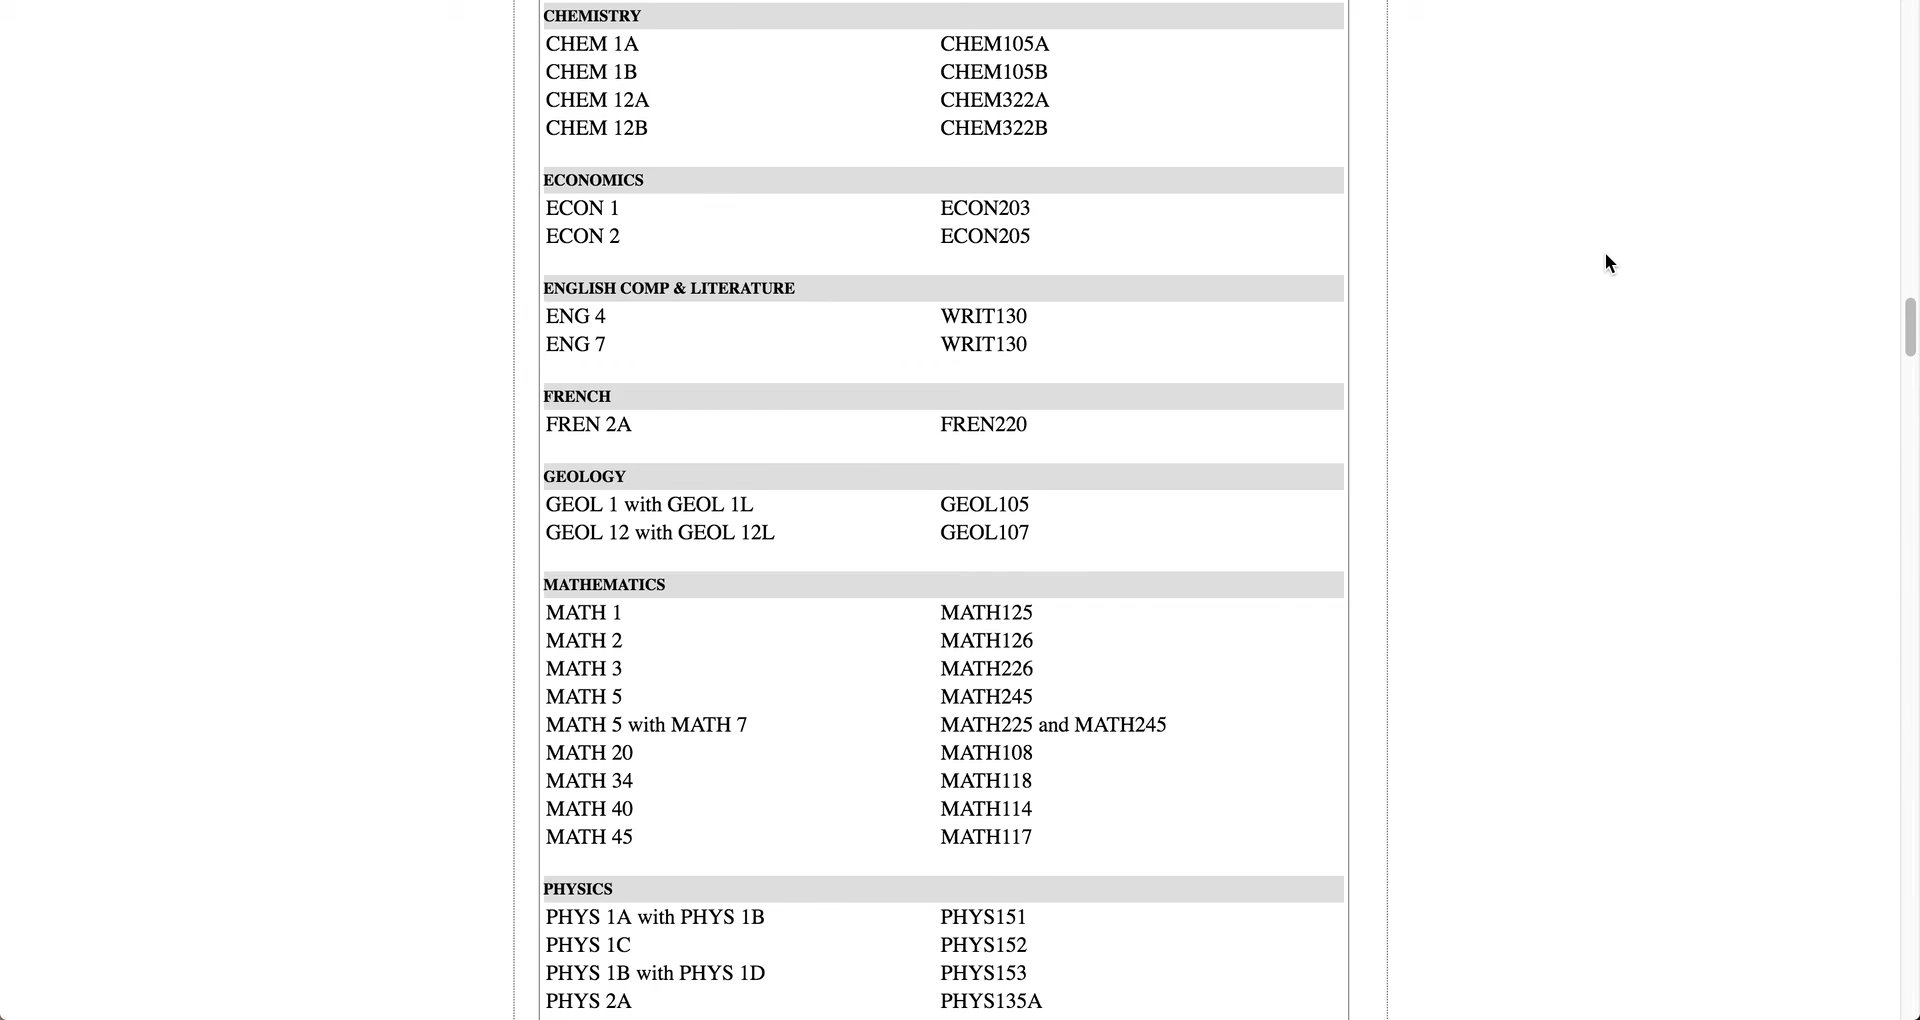 CHEMISTRY
CHEM 1A CHEM105A
CHEM 1B CHEM105B
CHEM 12A CHEM322A
CHEM 12B CHEM322B
ECONOMICS
ECON 1 ECON203
ECON 2 ECON205
ENGLISH COMP & LITERATURE
ENG 4 WRIT130
ENG 7 WRIT130
FRENCH
FREN 2A FREN220
GEOLOGY
GEOL 1 with GEOL 1L GEOL105
GEOL 12 with GEOL 12L GEOL107
MATHEMATICS
MATH 1 MATH125
MATH 2 MATH126
MATH 3 MATH226
MATH 5 MATH245
MATH 5 with MATH 7 MATH225 and MATH245
MATH 20 MATH108
MATH 34 MATH118
MATH 40 MATH114
MATH 45 MATH117
PHYSICS
PHYS 1A with PHYS 1B PHYS151
PHYS 1C PHYS152
PHYS 1B with PHYS 1D PHYS153
PHYS 2A PHYS135A